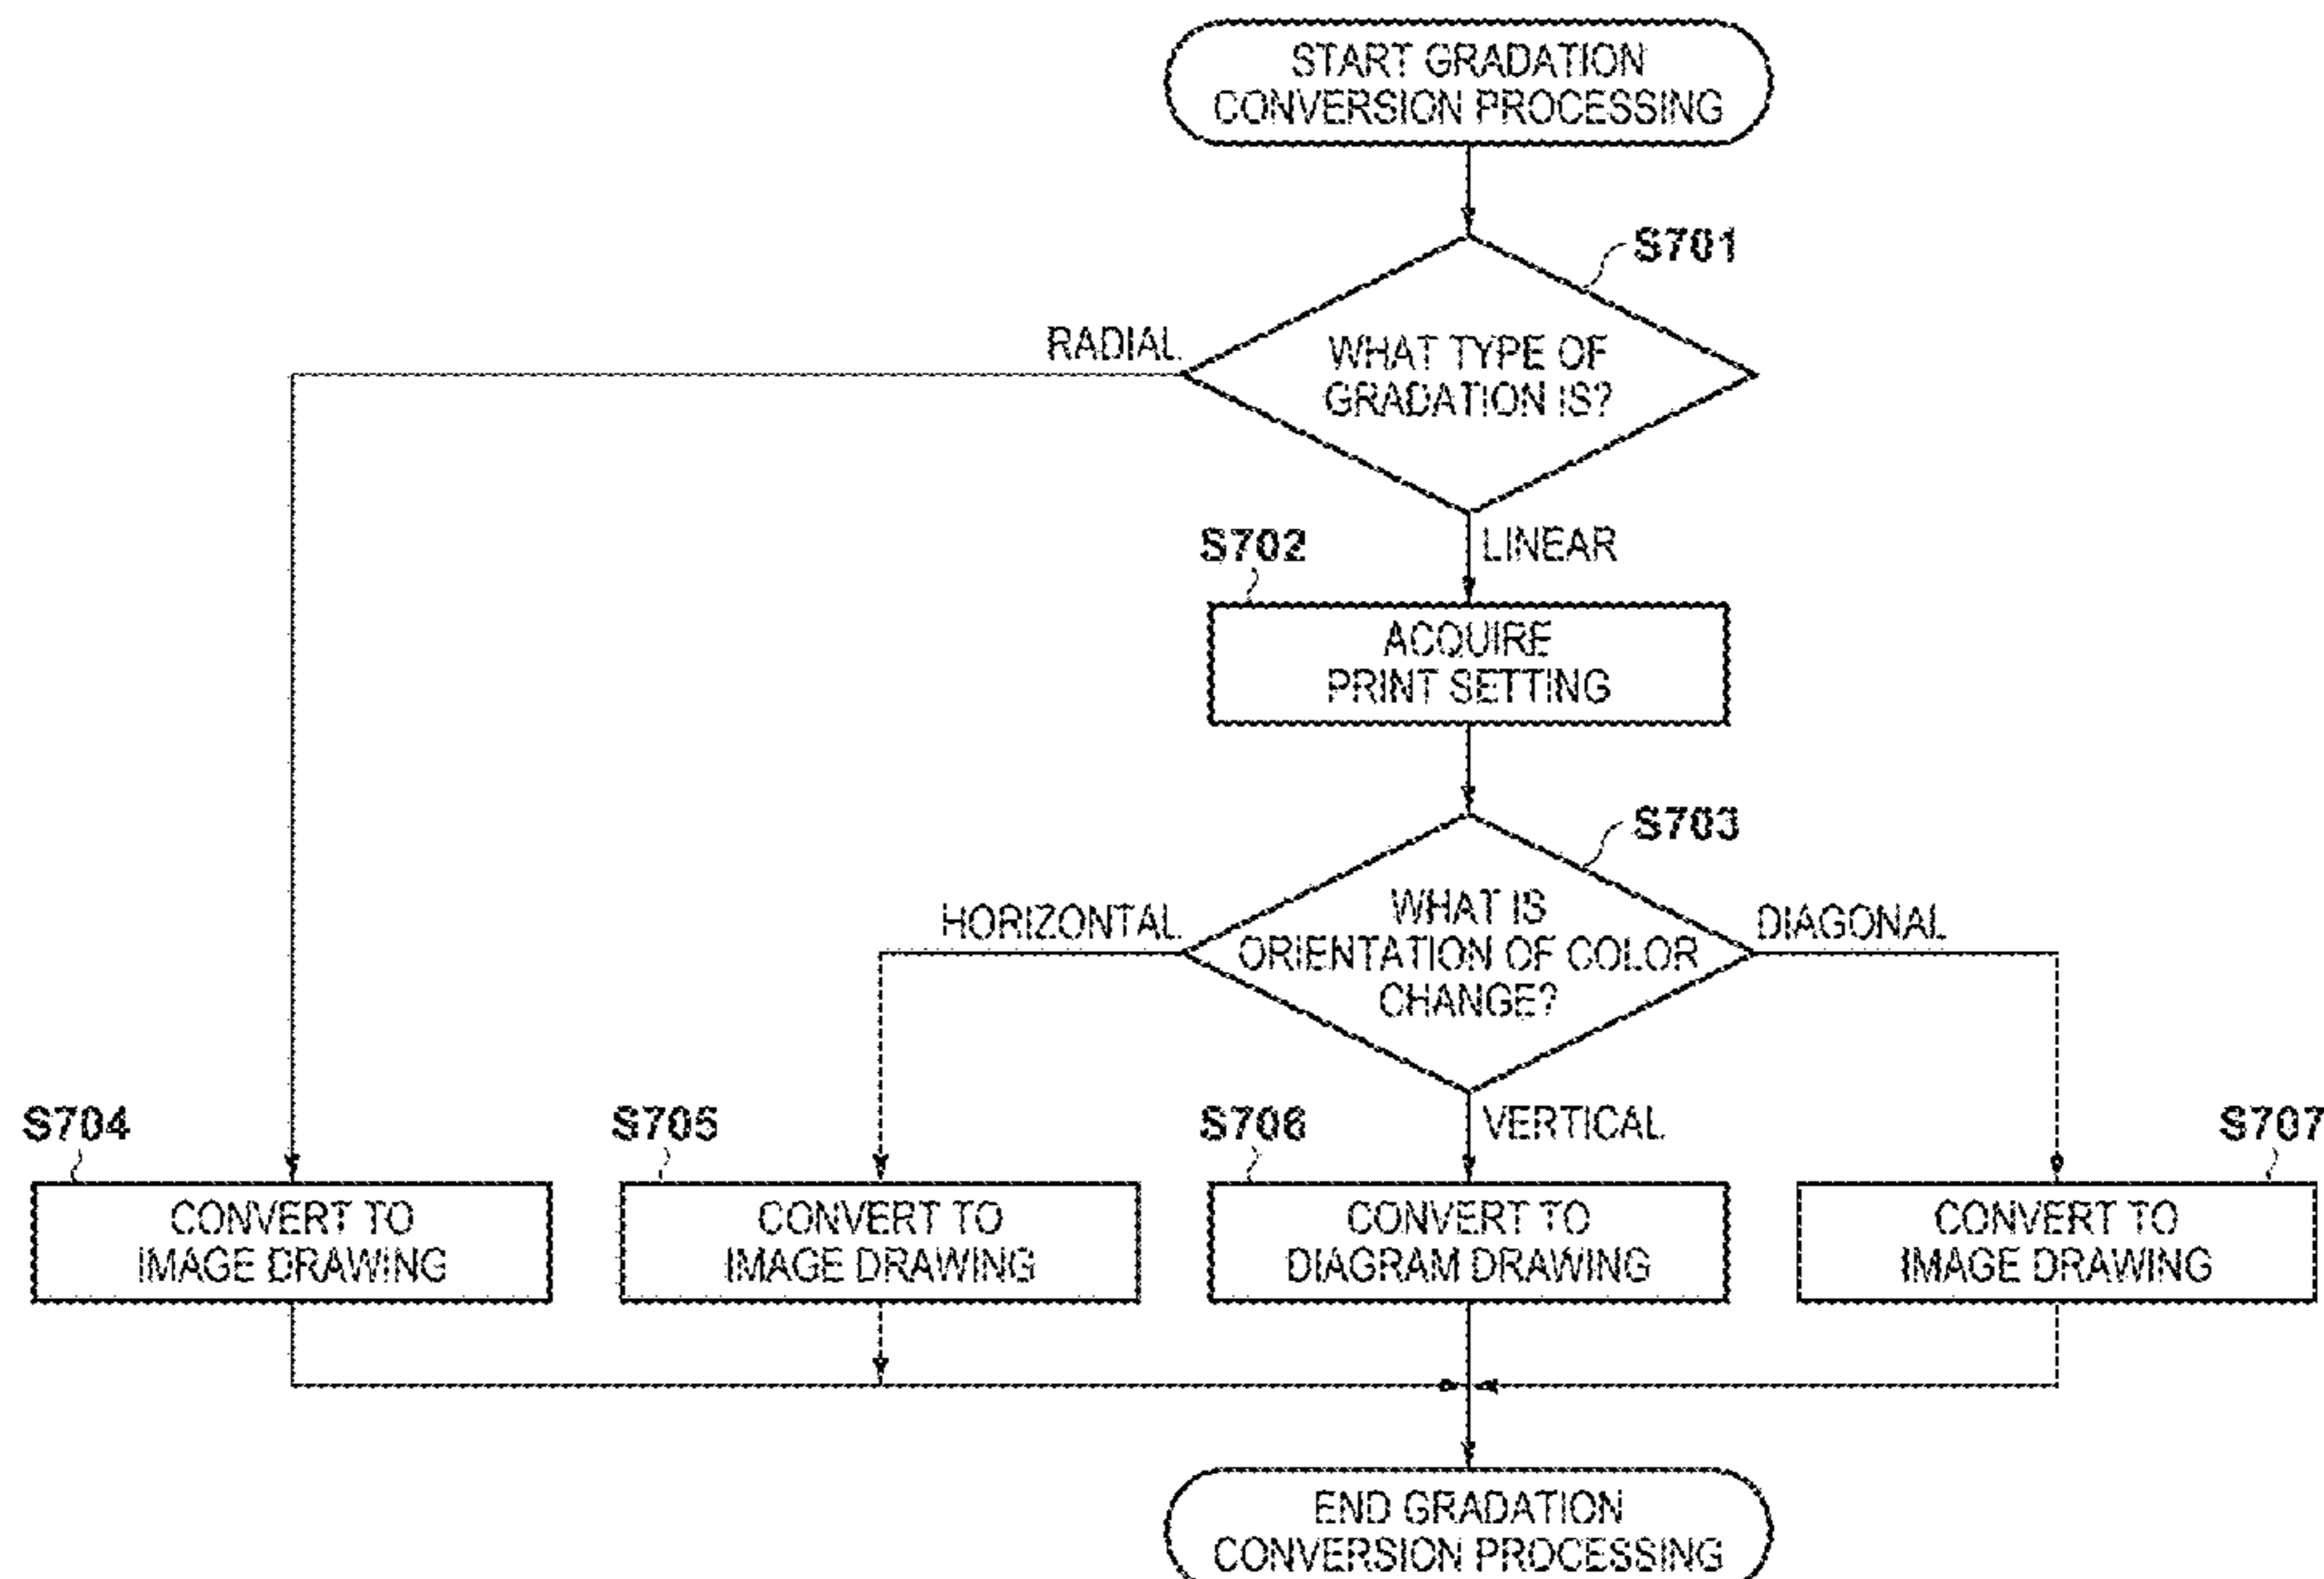 START GRADATION
CONVERSION PROCESSING
S701
RADIAL
WHAT TYPE OF
GRADATION IS?
S702
LINEAR
ACQUIRE
PRINT SETTING
S703
HORIZONTAL
WHAT IS
ORIENTATION OF COLOR
CHANGE?
DIAGONAL
S704
S705
S706
VERTICAL
S707
CONVERT TO
IMAGE DRAWING
CONVERT TO
IMAGE DRAWING
CONVERT TO
DIAGRAM DRAWING
CONVERT TO
IMAGE DRAWING
END GRADATION
CONVERSION PROCESSING